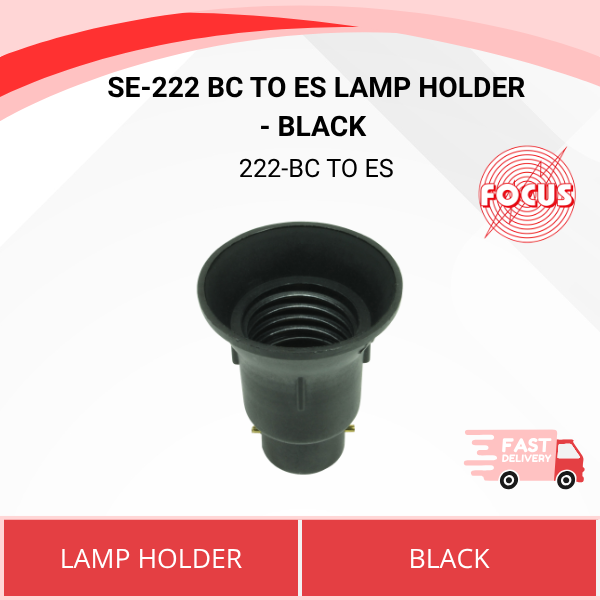 SE-222 BC TO ES LAMP HOLDER
- BLACK
222-BC TO ES
FOCUS
FAST
DELIVERY
LAMP HOLDER
BLACK